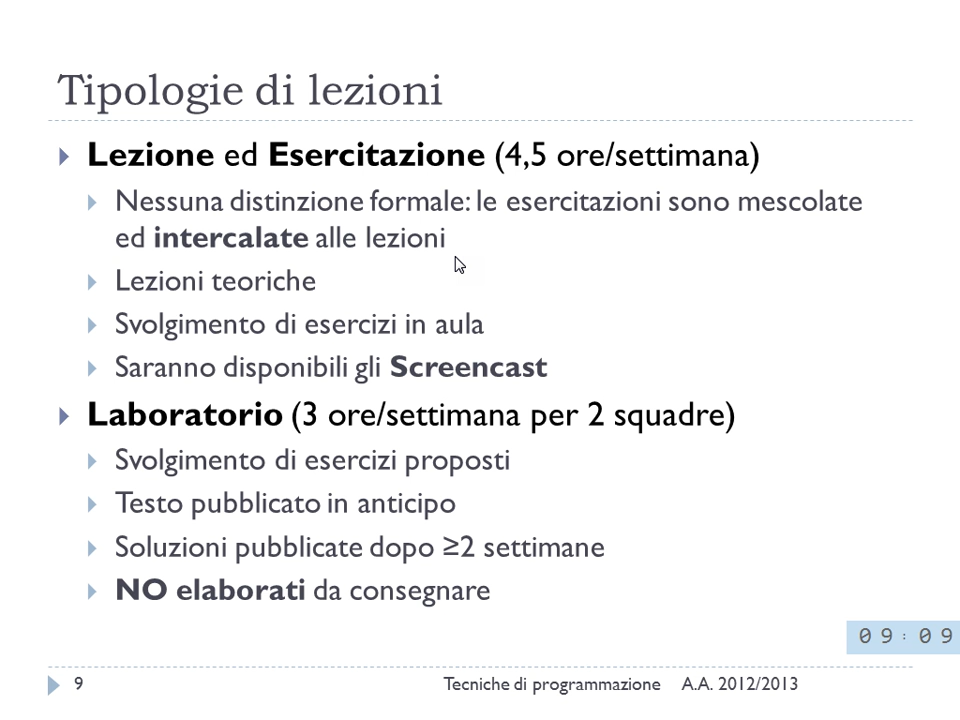 Tipologie di lezioni
Lezione ed Esercitazione (4,5 ore/settimana)
Nessuna distinzione formale: le esercitazioni sono mescolate
ed intercalate alle lezioni
Lezioni teoriche
Svolgimento di esercizi in aula
Saranno disponibili gli Screencast
Laboratorio (3 ore/settimana per 2 squadre)
Svolgimento di esercizi proposti
Testo pubblicato in anticipo
Soluzioni pubblicate dopo ≥2 settimane
NO elaborati da consegnare
09:09
9 Tecniche di programmazione A.A. 2012/2013